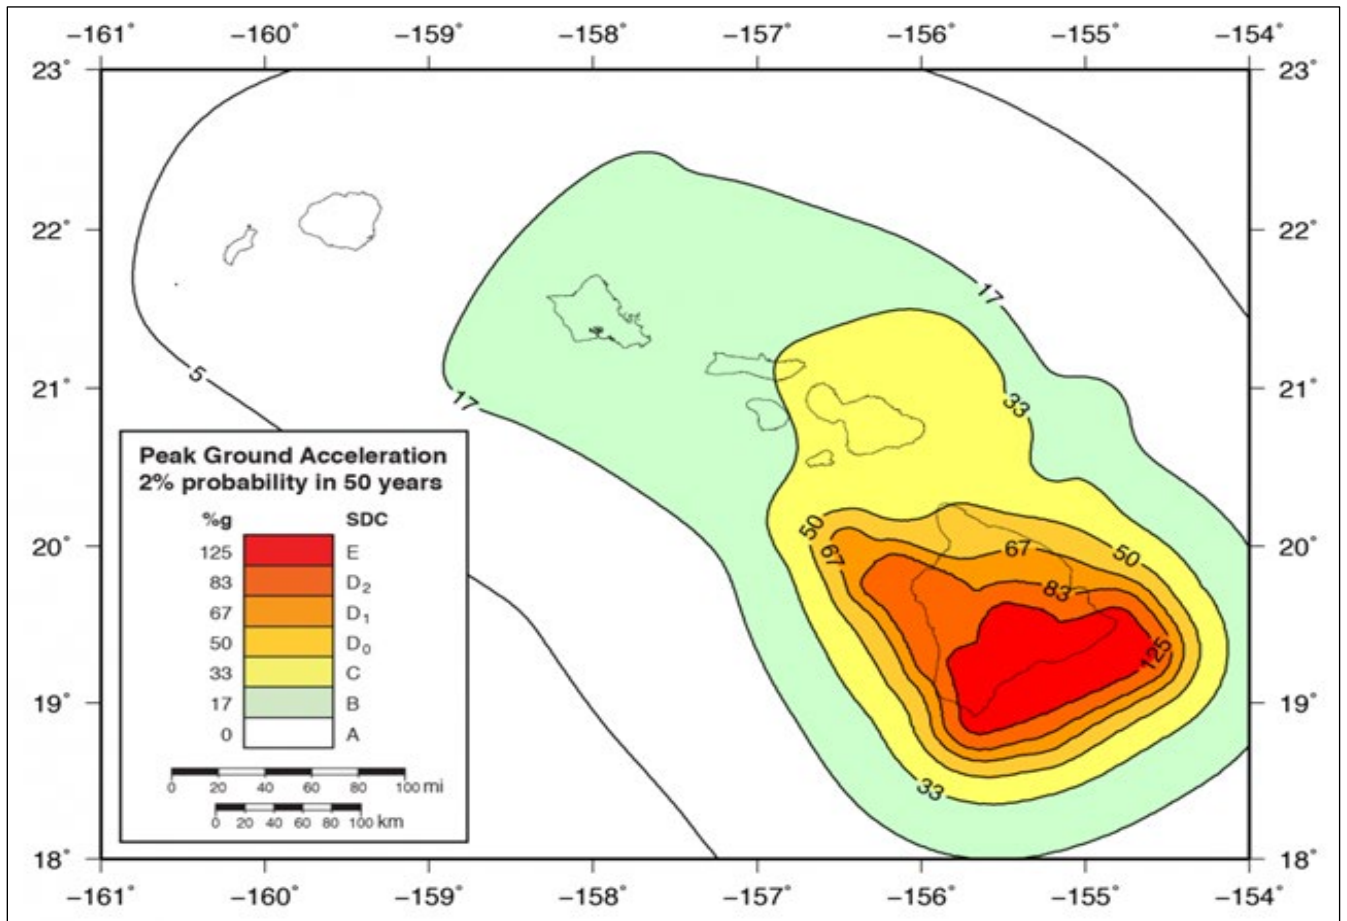 −161˚ −160˚ −159˚ −158˚ −157˚ −156˚ −155˚ −154˚
23˚ 23˚
22˚ 22˚
17
5
21˚ 21˚
17
33
Peak Ground Acceleration
2% probability in 50 years
%g SDC
125 E
83 D2
67 D1
50 D0
33 C
17 B
0 A
0 20 40 60 80 100 mi
0 20 40 60 80 100 km
50
67
67
50
20˚ 20˚
83
125
19˚ 19˚
33
18˚ 18˚
−161˚ −160˚ −159˚ −158˚ −157˚ −156˚ −155˚ −154˚